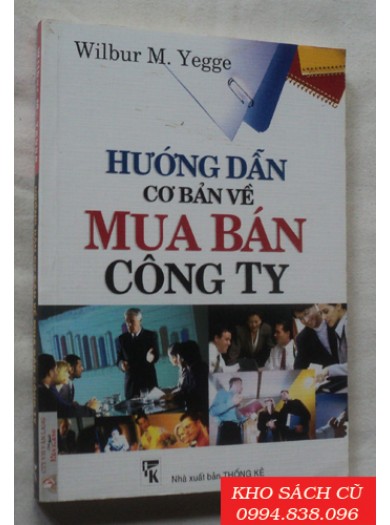 Wilbur M. Yegge
HƯỚNG DẪN
CƠ BẢN VỀ
MUA BÁN
CÔNG TY
TK
Nhà xuất bản THỐNG KÊ
KHO SÁCH CŨ
0994.838.096